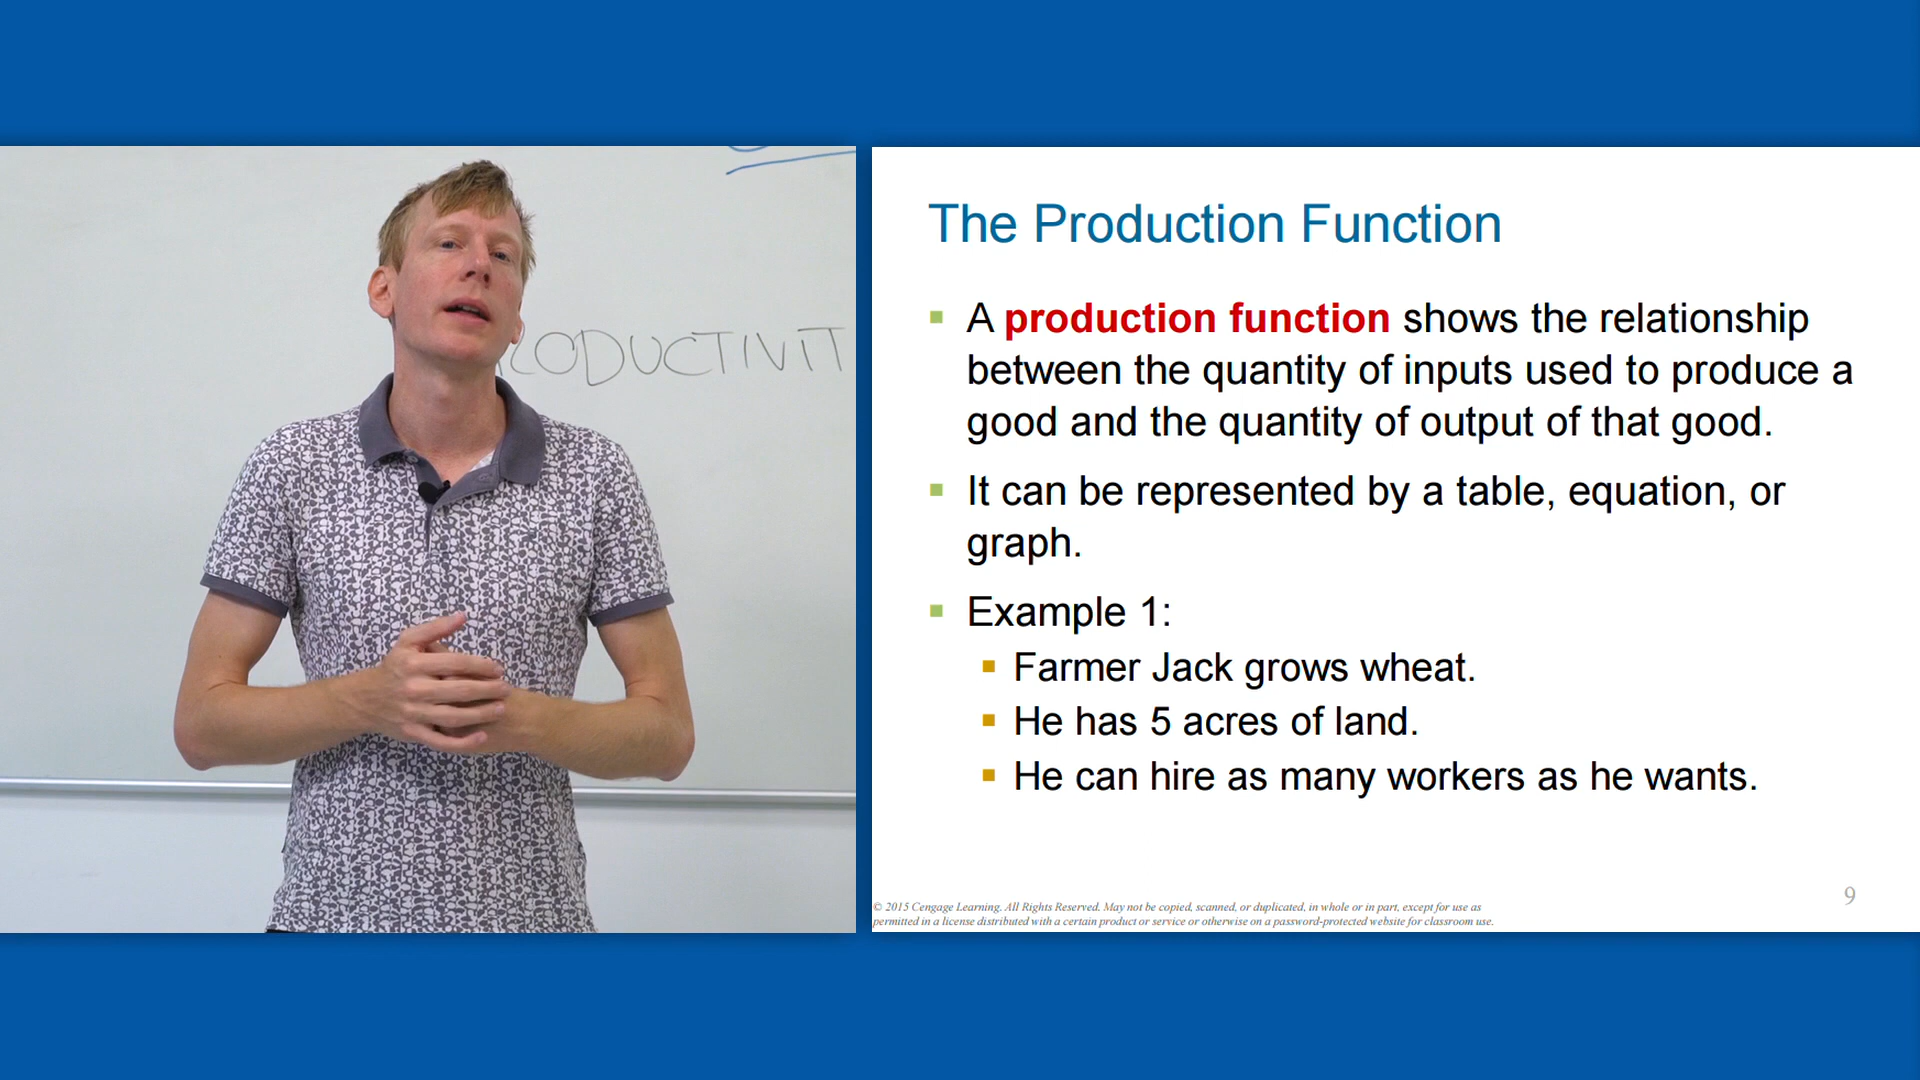 RODUCTIVIT
The Production Function
A production function shows the relationship
between the quantity of inputs used to produce a
good and the quantity of output of that good.
It can be represented by a table, equation, or
graph.
Example 1:
Farmer Jack grows wheat.
He has 5 acres of land.
He can hire as many workers as he wants.
© 2015 Cengage Learning. All Rights Reserved. May not be copied, scanned, or duplicated, in whole or in part, except for use as
permitted in a license distributed with a certain product or service or otherwise on a password-protected website for classroom use.
9